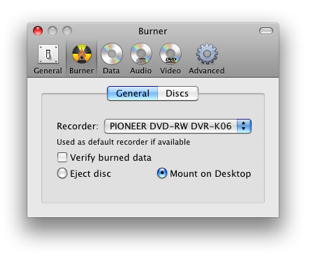 Burner
General Burner Data Audio Video Advanced
General Discs
Recorder: PIONEER DVD-RW DVR-K06
Used as default recorder if available
Verify burned data
Eject disc Mount on Desktop